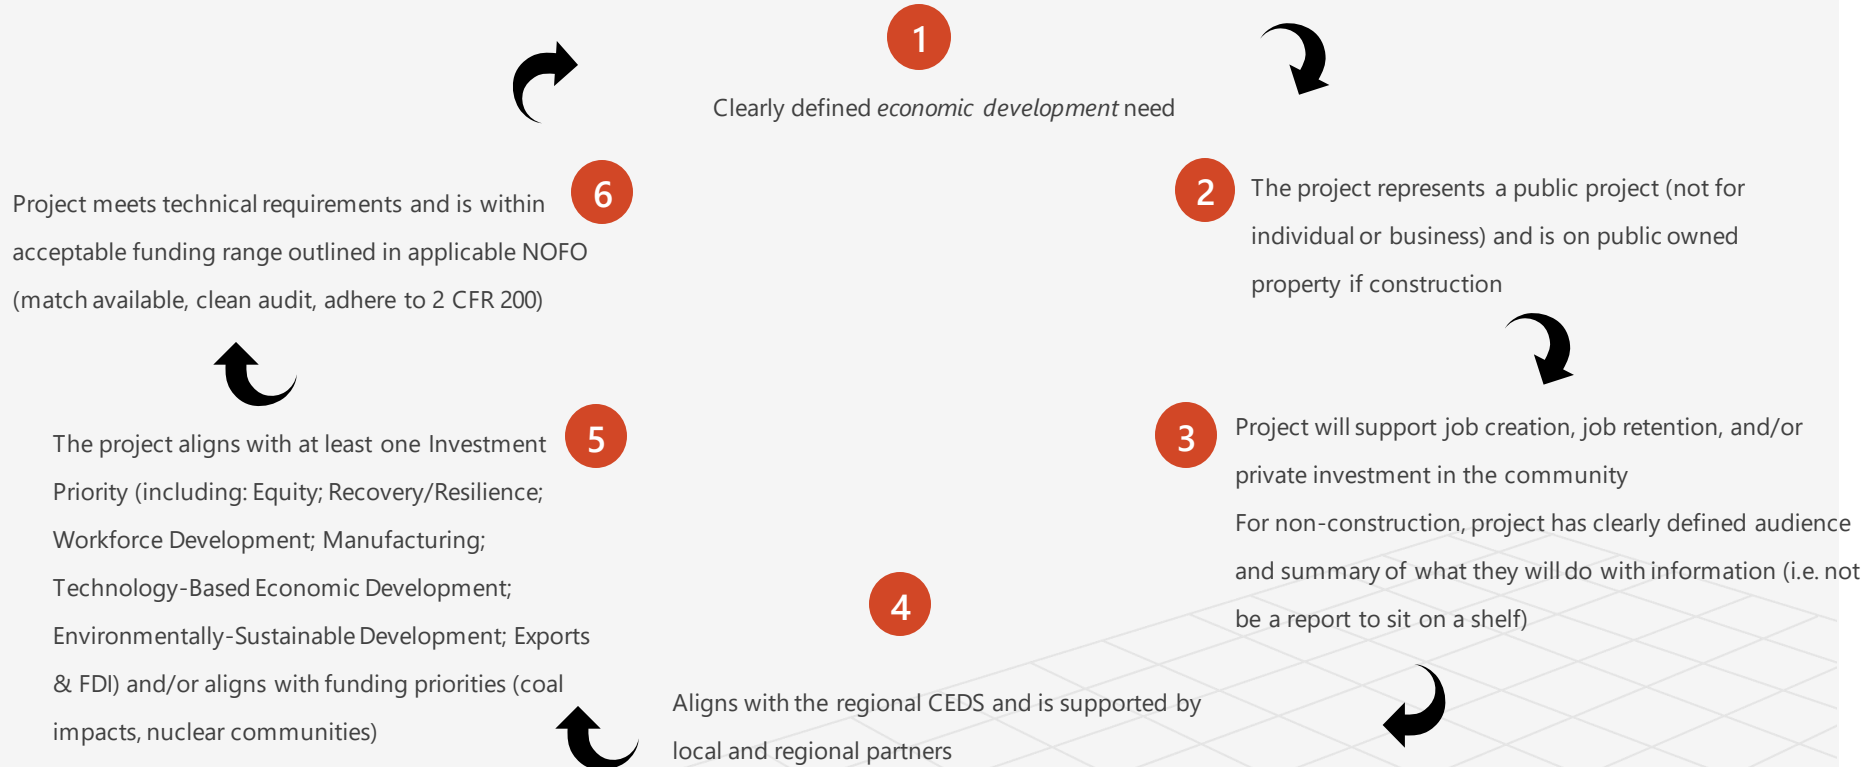 1
Clearly defined economic development need
2
The project represents a public project (not for
individual or business) and is on public owned
property if construction
3
Project will support job creation, job retention, and/or
private investment in the community
For non-construction, project has clearly defined audience
and summary of what they will do with information (i.e. not
be a report to sit on a shelf)
4
Aligns with the regional CEDS and is supported by
local and regional partners
5
The project aligns with at least one Investment
Priority (including: Equity; Recovery/Resilience;
Workforce Development; Manufacturing;
Technology-Based Economic Development;
Environmentally-Sustainable Development; Exports
& FDI) and/or aligns with funding priorities (coal
impacts, nuclear communities)
6
Project meets technical requirements and is within
acceptable funding range outlined in applicable NOFO
(match available, clean audit, adhere to 2 CFR 200)